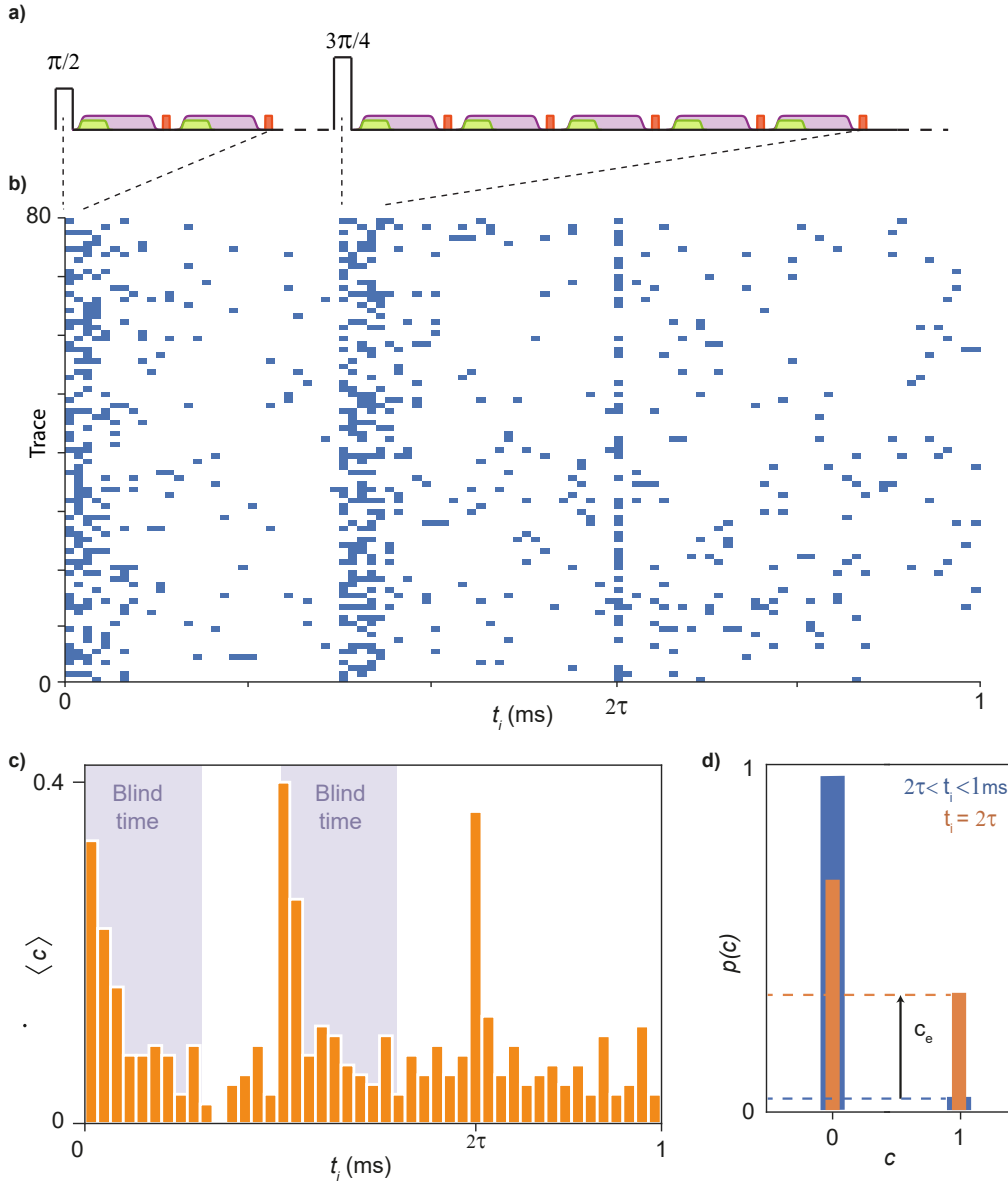 a)
π/2
3π/4
b)
80
Trace
0
0
2τ
1
t_i (ms)
c)
0.4
Blind
time
Blind
time
⟨c⟩
0
0
2τ
1
t_i (ms)
d)
1
2τ< t_i <1ms
t_i = 2τ
p(c)
c_e
0
0
1
c